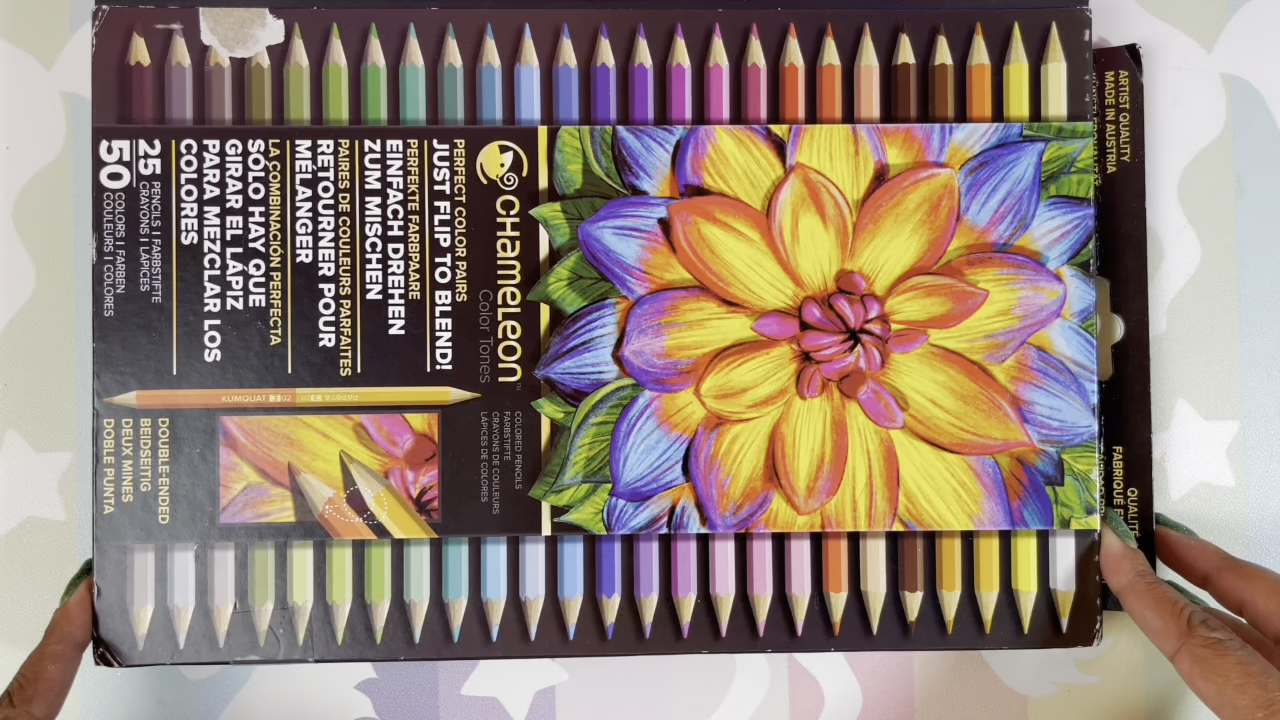 CHAMELEON™
Color Tones
COLORED PENCILS
FARBSTIFTE
CRAYONS DE COULEURS
LÁPICES DE COLORES
PERFECT COLOR PAIRS
JUST FLIP TO BLEND!
PERFEKTE FARBPAARE
EINFACH DREHEN
ZUM MISCHEN
PAIRES DE COULEURS PARFAITES
RETOURNER POUR
MÉLANGER
LA COMBINACIÓN PERFECTA
SÓLO HAY QUE
GIRAR EL LÁPIZ
PARA MEZCLAR LOS
COLORES
25 PENCILS I FARBSTIFTE
CRAYONS I LÁPICES
50 COLORS I FARBEN
COULEURS I COLORES
KUMQUAT
DOUBLE-ENDED
BEIDSEITIG
DEUX MINES
DOBLE PUNTA
ARTIST QUALITY
MADE IN AUSTRIA
QUALITÉ
FABRIQUÉ E